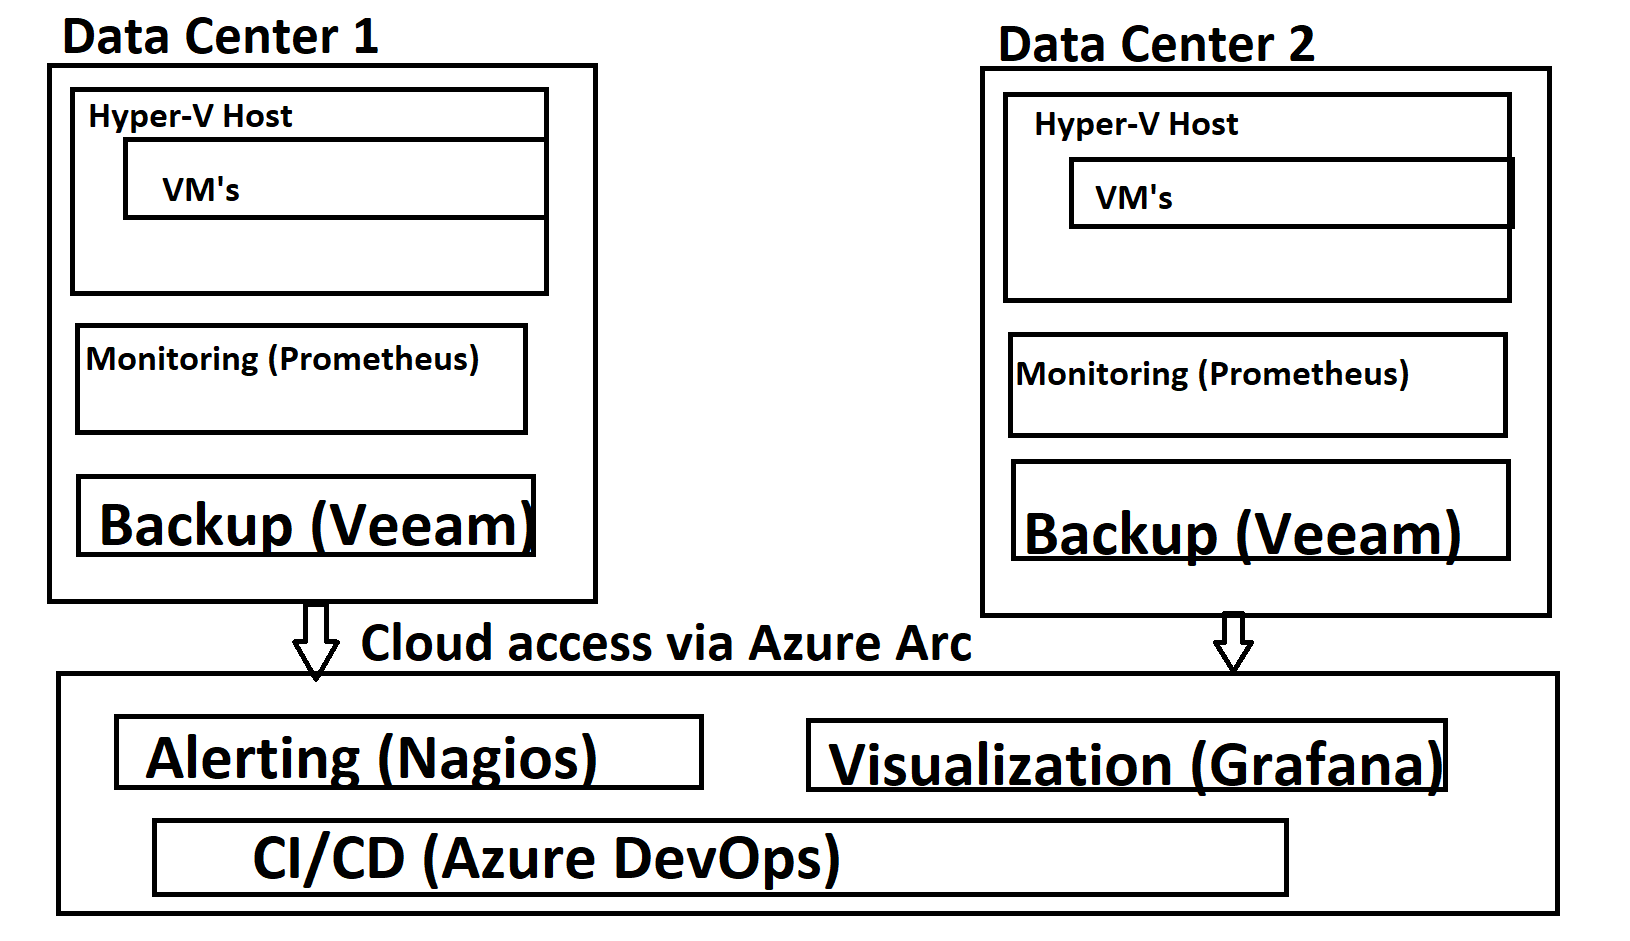 Data Center 1
Hyper-V Host
VM's
Monitoring (Prometheus)
Backup (Veeam)
Data Center 2
Hyper-V Host
VM's
Monitoring (Prometheus)
Backup (Veeam)
Cloud access via Azure Arc
Alerting (Nagios)
Visualization (Grafana)
CI/CD (Azure DevOps)